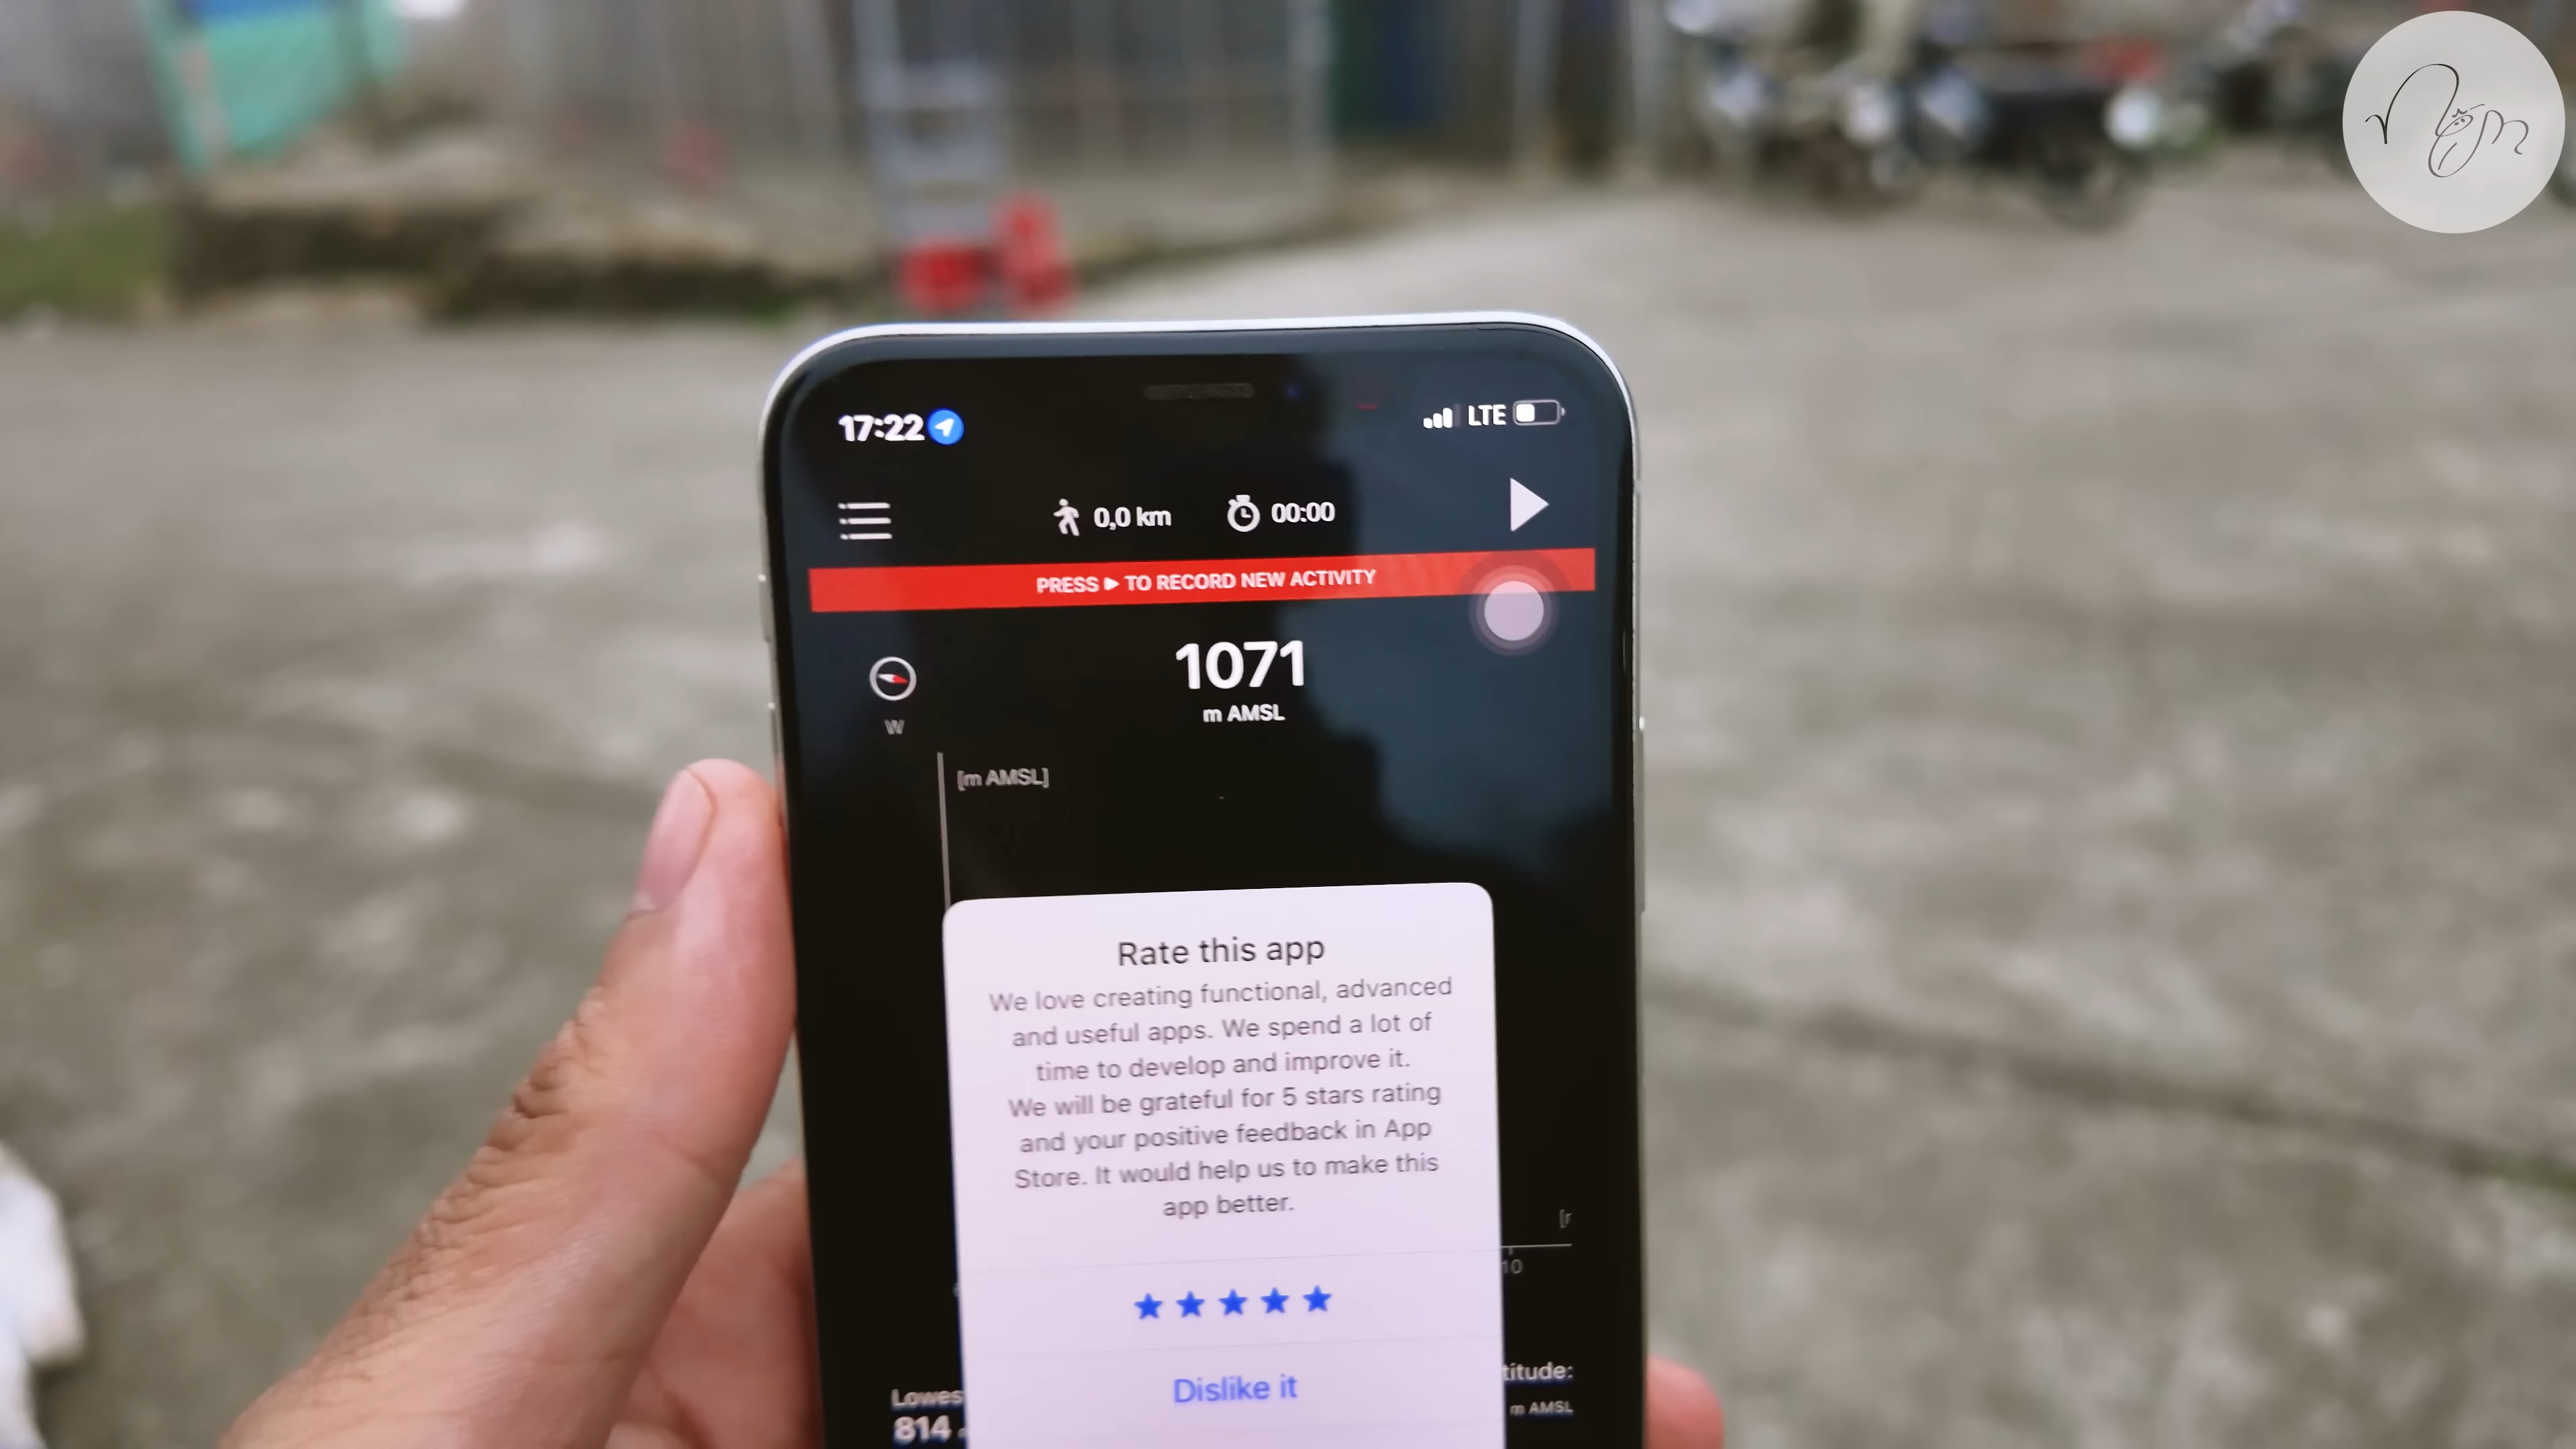 17:22
LTE
0,0 km
00:00
PRESS ▶ TO RECORD NEW ACTIVITY
1071
m AMSL
W
[m AMSL]
Rate this app
We love creating functional, advanced
and useful apps. We spend a lot of
time to develop and improve it.
We will be grateful for 5 stars rating
and your positive feedback in App
Store. It would help us to make this
app better.
10
★★★★★
Dislike it
Lowes
titude:
814
m AMSL